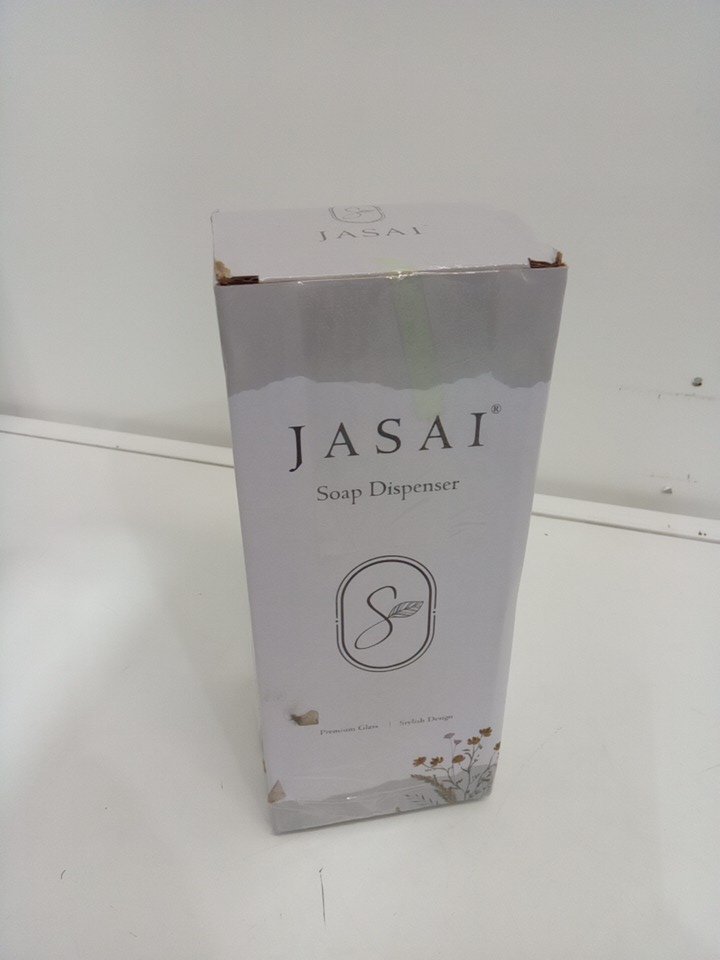 JASAI
JASAI®
Soap Dispenser
S
Premium Glass | Stylish Design